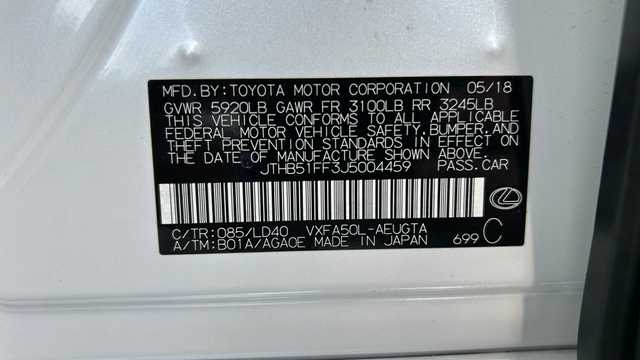 MFD. BY: TOYOTA MOTOR CORPORATION 05/18
GVWR 5920LB GAWR FR 3100LB RR 3245LB
THIS VEHICLE CONFORMS TO ALL APPLICABLE
FEDERAL MOTOR VEHICLE SAFETY, BUMPER, AND
THEFT PREVENTION STANDARDS IN EFFECT ON
THE DATE OF MANUFACTURE SHOWN ABOVE.
JTHB51FF3J5004459 PASS. CAR
C/TR: 085/LD40 VXFA50L-AEUGTA
A/TM: B01A/AGA0E MADE IN JAPAN 699 C